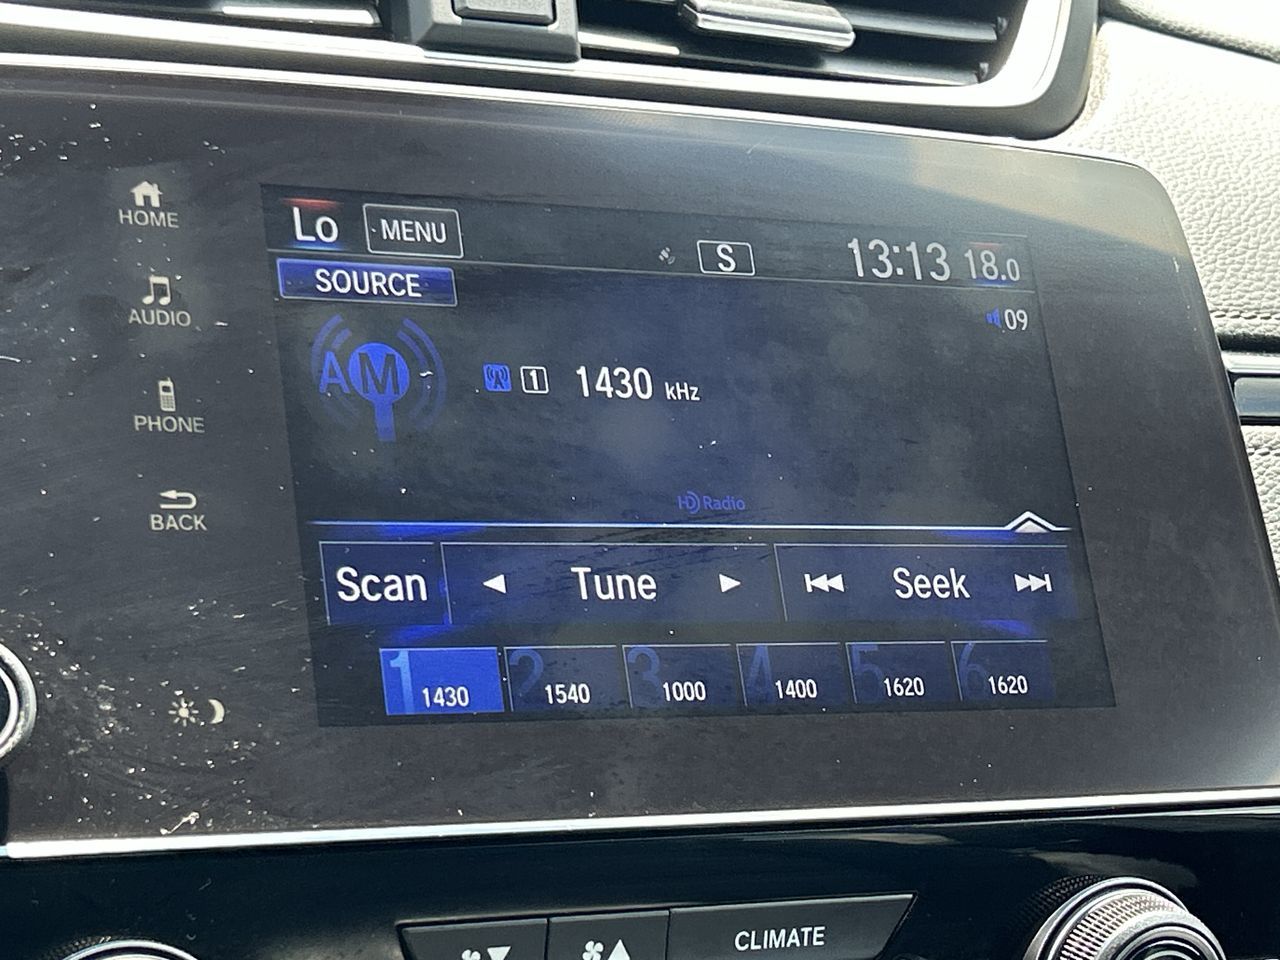 HOME
AUDIO
PHONE
BACK
Lo MENU S 13:13 18.0
SOURCE
09
AM 1 1430 kHz
HD Radio
Scan Tune Seek
1 1430 2 1540 3 1000 4 1400 5 1620 6 1620
CLIMATE